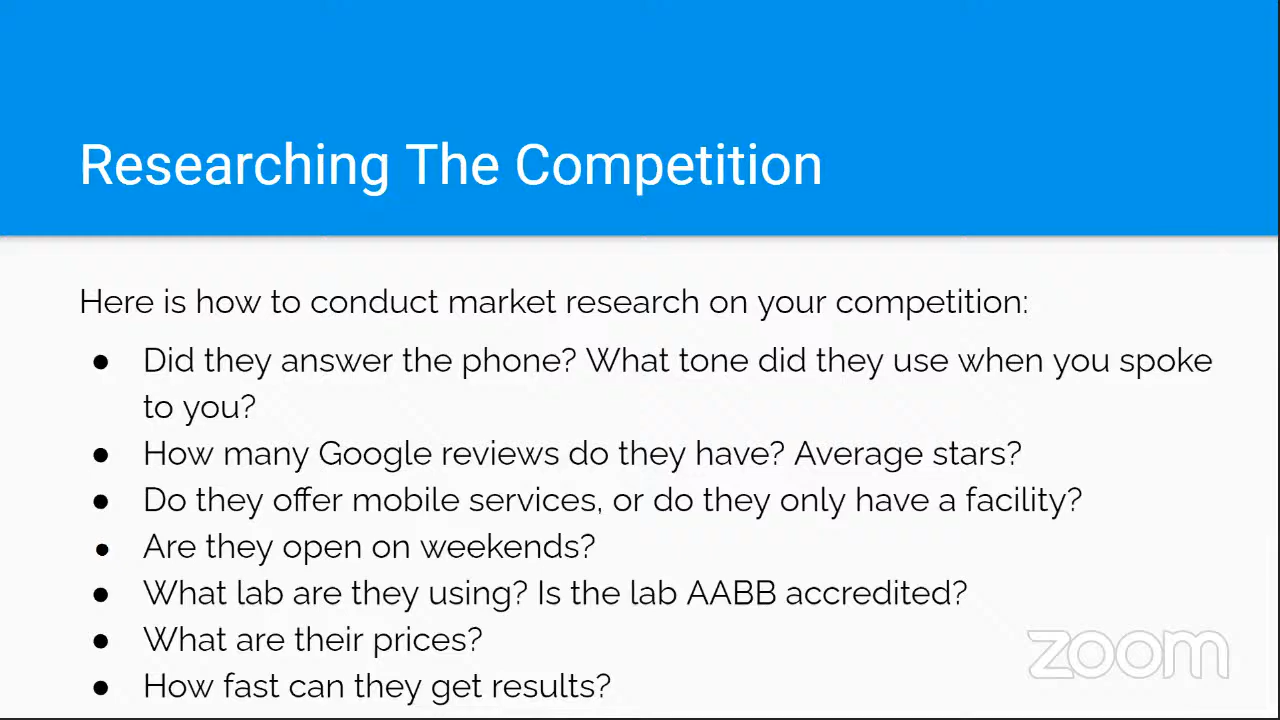 Researching The Competition
Here is how to conduct market research on your competition:
● Did they answer the phone? What tone did they use when you spoke
to you?
● How many Google reviews do they have? Average stars?
● Do they offer mobile services, or do they only have a facility?
● Are they open on weekends?
● What lab are they using? Is the lab AABB accredited?
● What are their prices?
● How fast can they get results?
zoom